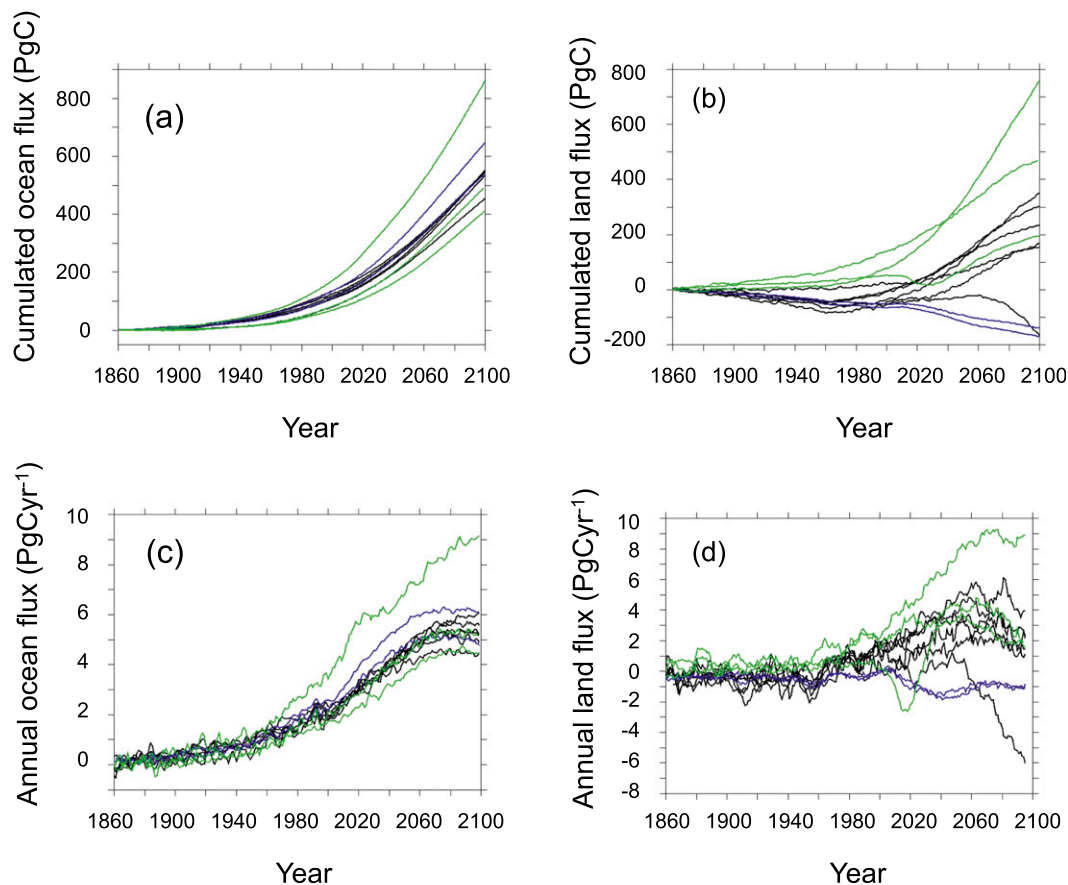 Cumulated ocean flux (PgC)
800
600
400
200
0
(a)
1860 1900 1940 1980 2020 2060 2100
Year
Cumulated land flux (PgC)
800
600
400
200
0
-200
(b)
1860 1900 1940 1980 2020 2060 2100
Year
Annual ocean flux (PgCyr⁻¹)
10
8
6
4
2
0
(c)
1860 1900 1940 1980 2020 2060 2100
Year
Annual land flux (PgCyr⁻¹)
10
8
6
4
2
0
-2
-4
-6
-8
(d)
1860 1900 1940 1980 2020 2060 2100
Year